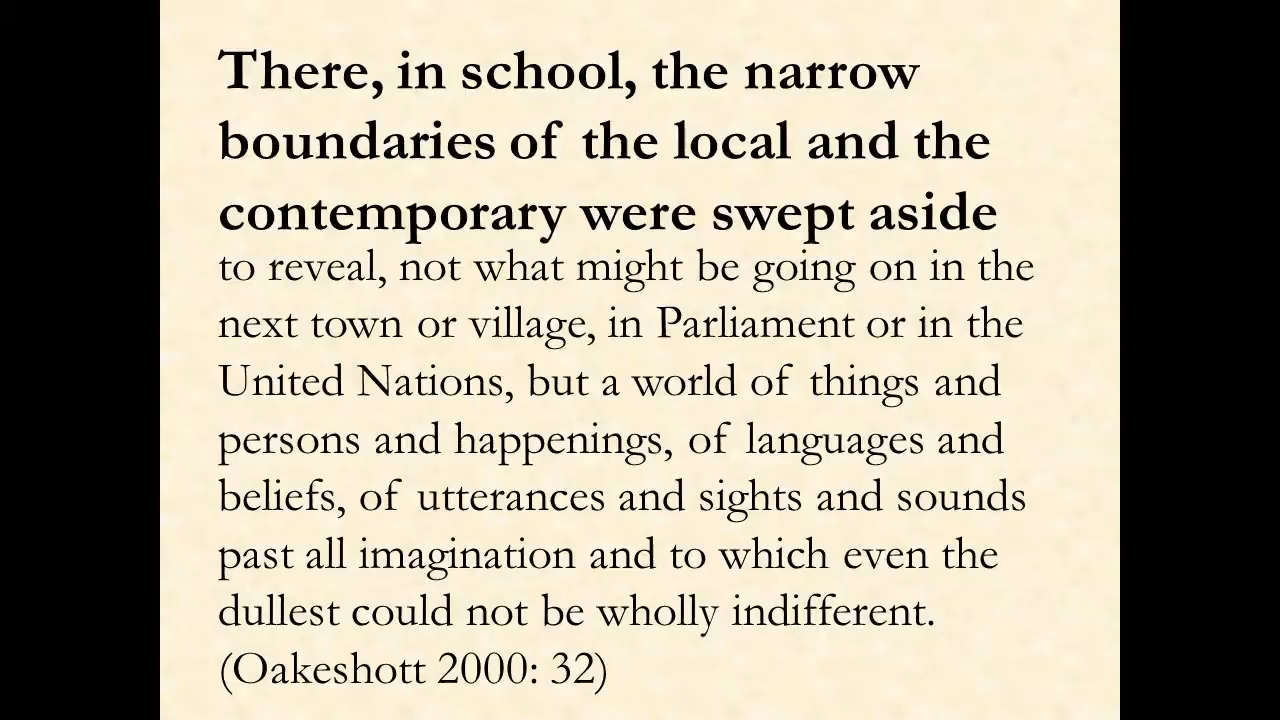 There, in school, the narrow
boundaries of the local and the
contemporary were swept aside
to reveal, not what might be going on in the
next town or village, in Parliament or in the
United Nations, but a world of things and
persons and happenings, of languages and
beliefs, of utterances and sights and sounds
past all imagination and to which even the
dullest could not be wholly indifferent.
(Oakeshott 2000: 32)